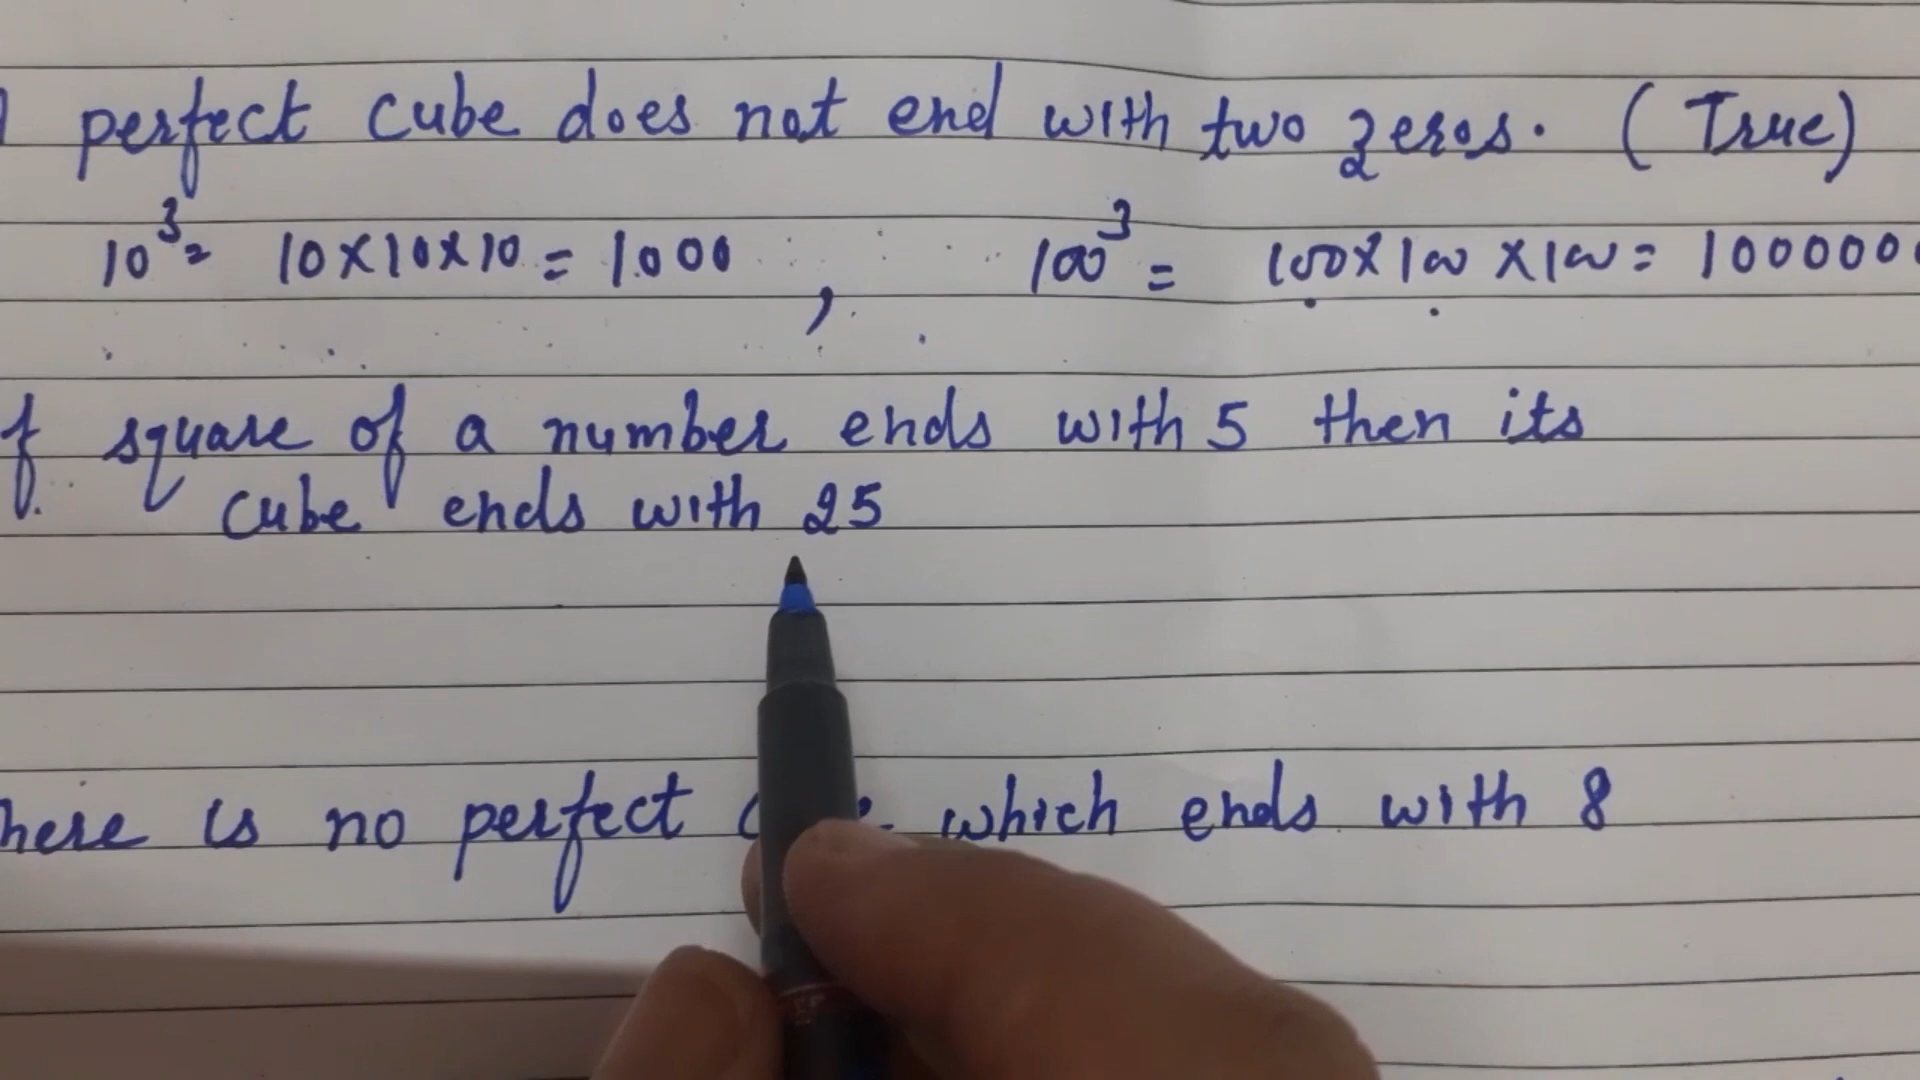 perfect cube does not end with two zeros. (True)
10³ = 10×10×10 = 1000 , 100³ = 100×100×100 = 100000
f square of a number ends with 5 then its
cube ends with 25
here is no perfect which ends with 8